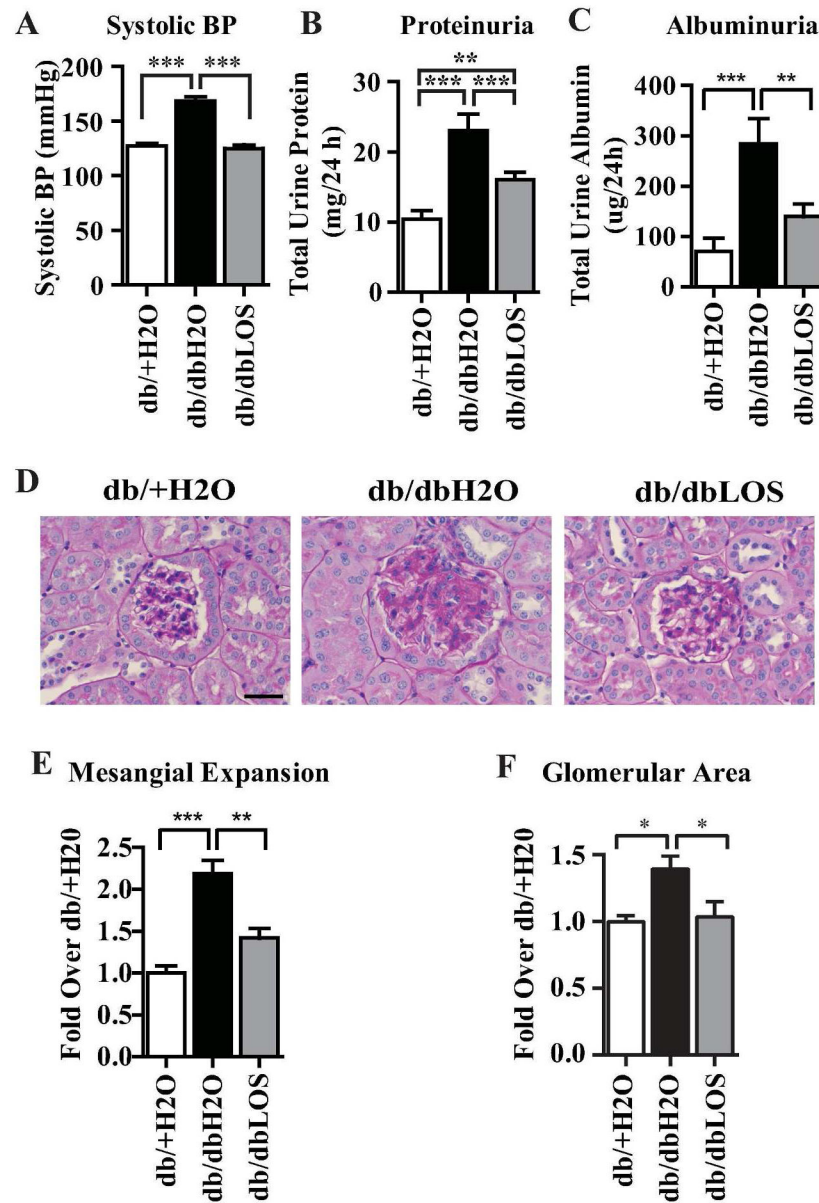 A Systolic BP
*** ***
Systolic BP (mmHg)
200
150
100
50
0
db/+H2O
db/dbH2O
db/dbLOS
B Proteinuria
**
*** ***
Total Urine Protein
(mg/24 h)
30
20
10
0
db/+H2O
db/dbH2O
db/dbLOS
C Albuminuria
*** **
Total Urine Albumin
(ug/24h)
400
300
200
100
0
db/+H2O
db/dbH2O
db/dbLOS
D
db/+H2O
db/dbH2O
db/dbLOS
E Mesangial Expansion
*** **
Fold Over db/+H20
2.5
2.0
1.5
1.0
0.5
0.0
db/+H2O
db/dbH2O
db/dbLOS
F Glomerular Area
* *
Fold Over db/+H20
1.5
1.0
0.5
0.0
db/+H2O
db/dbH2O
db/dbLOS